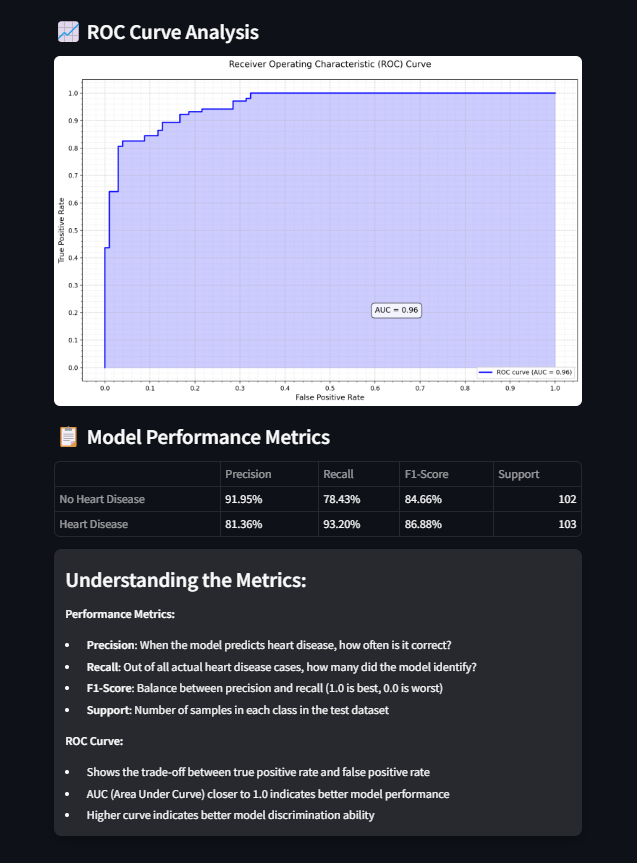 📈 ROC Curve Analysis
Receiver Operating Characteristic (ROC) Curve
True Positive Rate
1.0
0.9
0.8
0.7
0.6
0.5
0.4
0.3
0.2
0.1
0.0
AUC = 0.96
ROC curve (AUC = 0.96)
0.0 0.1 0.2 0.3 0.4 0.5 0.6 0.7 0.8 0.9 1.0
False Positive Rate
📋 Model Performance Metrics
Precision Recall F1-Score Support
No Heart Disease 91.95% 78.43% 84.66% 102
Heart Disease 81.36% 93.20% 86.88% 103
Understanding the Metrics:
Performance Metrics:
• Precision: When the model predicts heart disease, how often is it correct?
• Recall: Out of all actual heart disease cases, how many did the model identify?
• F1-Score: Balance between precision and recall (1.0 is best, 0.0 is worst)
• Support: Number of samples in each class in the test dataset
ROC Curve:
• Shows the trade-off between true positive rate and false positive rate
• AUC (Area Under Curve) closer to 1.0 indicates better model performance
• Higher curve indicates better model discrimination ability